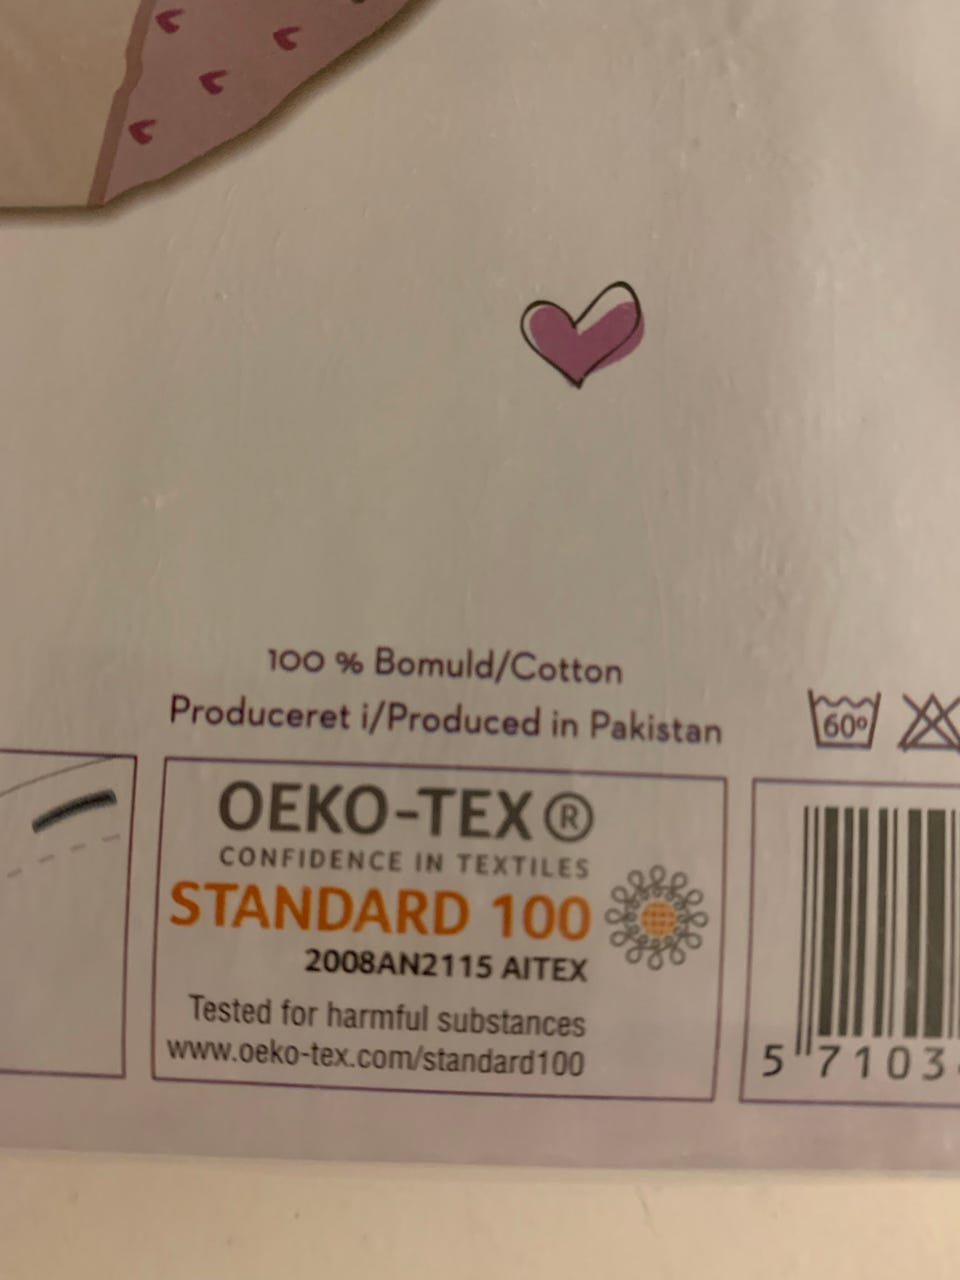 100 % Bomuld/Cotton
Produceret i/Produced in Pakistan
60°
OEKO-TEX®
CONFIDENCE IN TEXTILES
STANDARD 100
2008AN2115 AITEX
Tested for harmful substances
www.oeko-tex.com/standard100
5 7103